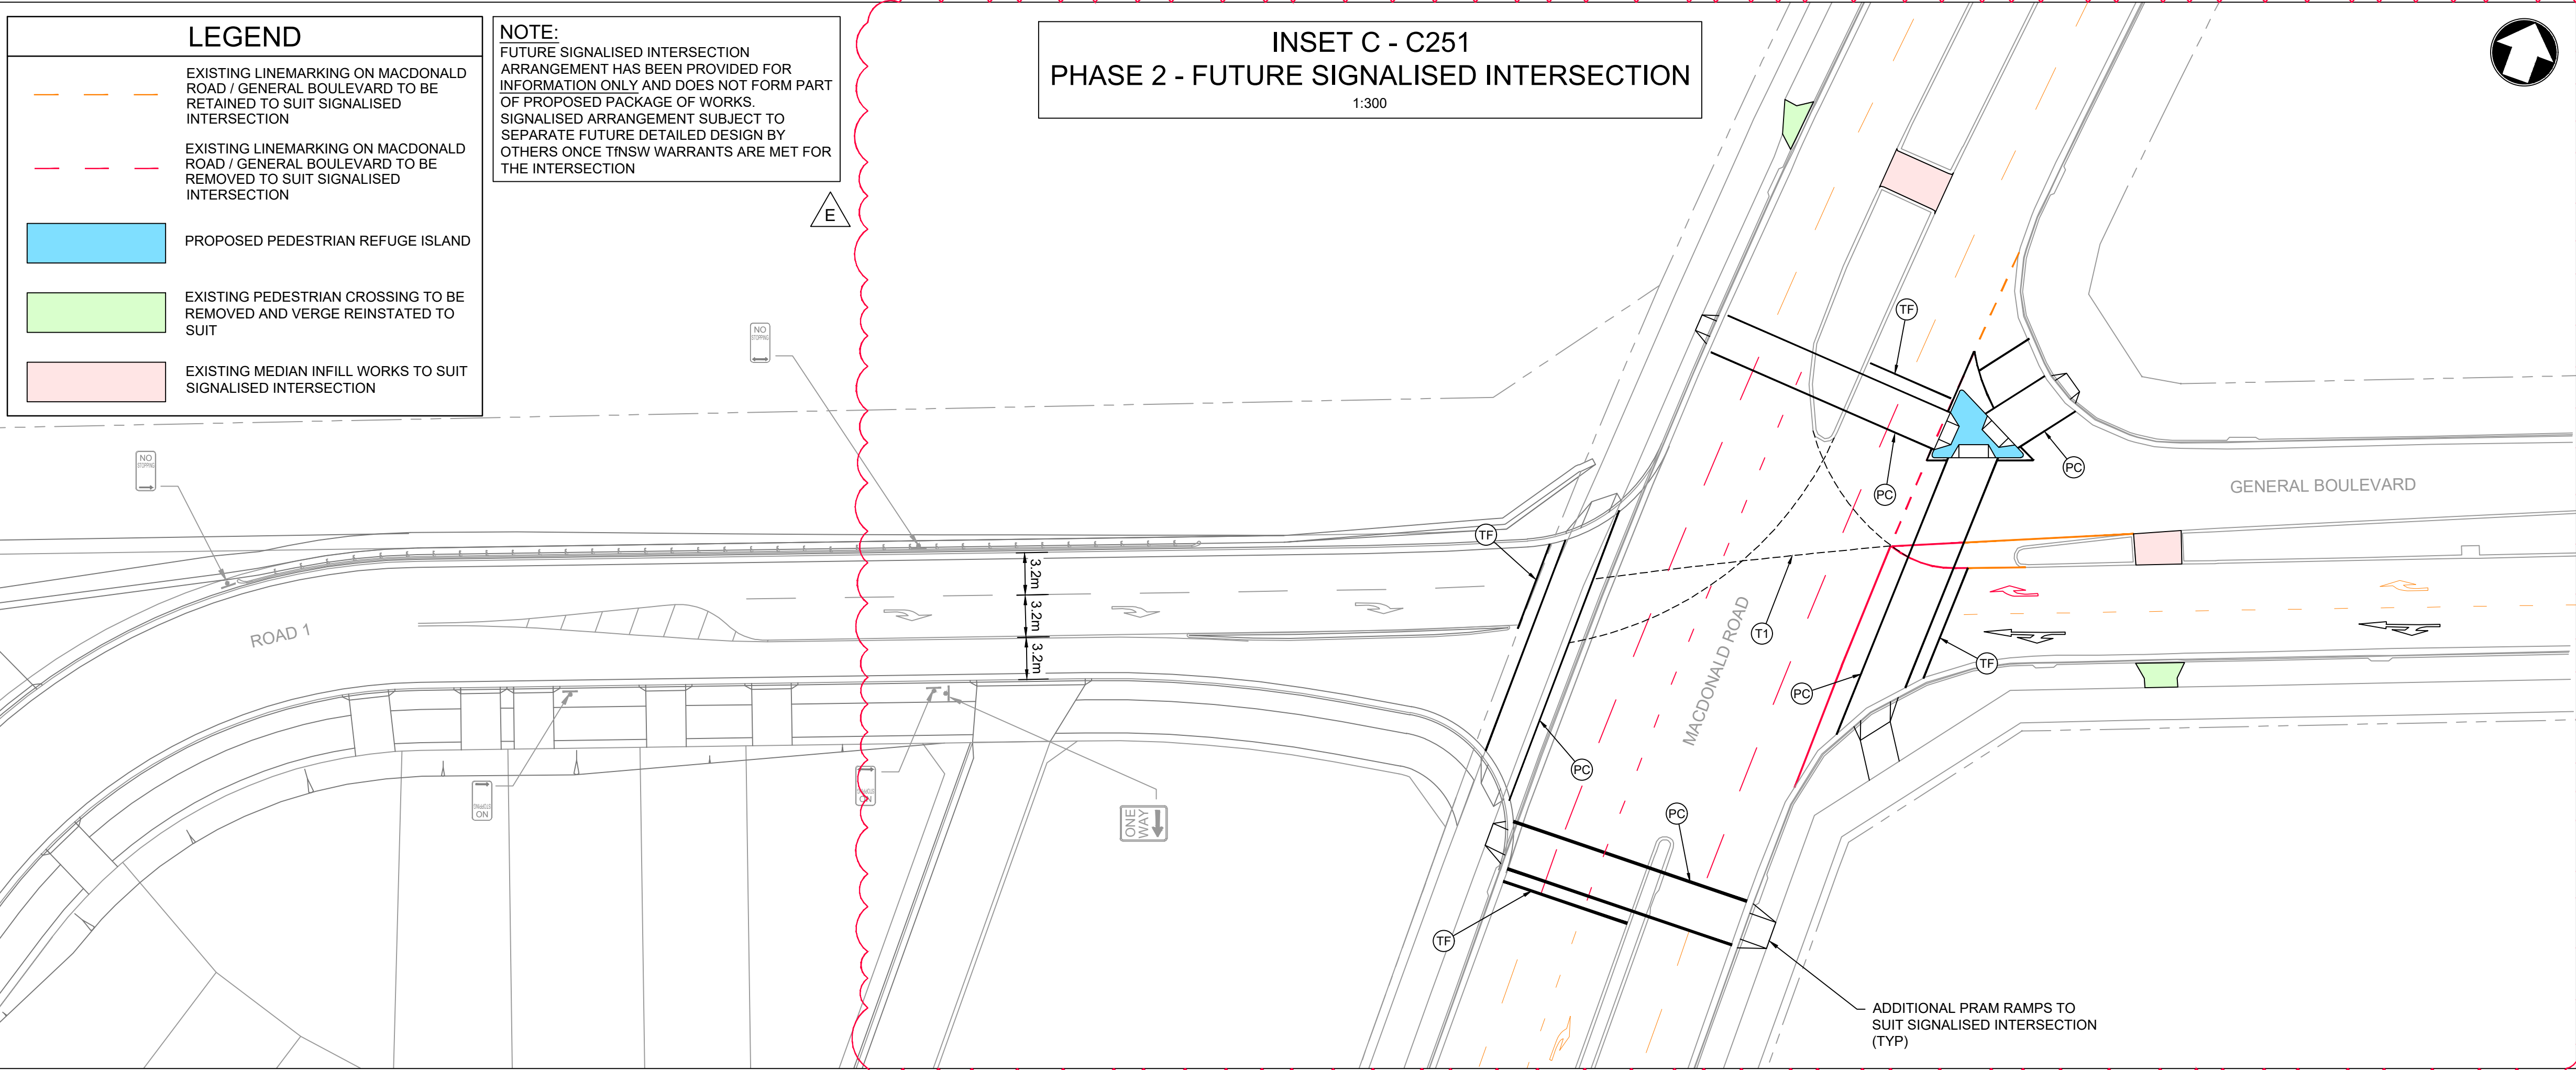 LEGEND
EXISTING LINEMARKING ON MACDONALD
ROAD / GENERAL BOULEVARD TO BE
RETAINED TO SUIT SIGNALISED
INTERSECTION
EXISTING LINEMARKING ON MACDONALD
ROAD / GENERAL BOULEVARD TO BE
REMOVED TO SUIT SIGNALISED
INTERSECTION
PROPOSED PEDESTRIAN REFUGE ISLAND
EXISTING PEDESTRIAN CROSSING TO BE
REMOVED AND VERGE REINSTATED TO
SUIT
EXISTING MEDIAN INFILL WORKS TO SUIT
SIGNALISED INTERSECTION
NOTE:
FUTURE SIGNALISED INTERSECTION
ARRANGEMENT HAS BEEN PROVIDED FOR
INFORMATION ONLY AND DOES NOT FORM PART
OF PROPOSED PACKAGE OF WORKS.
SIGNALISED ARRANGEMENT SUBJECT TO
SEPARATE FUTURE DETAILED DESIGN BY
OTHERS ONCE TfNSW WARRANTS ARE MET FOR
THE INTERSECTION
E
INSET C - C251
PHASE 2 - FUTURE SIGNALISED INTERSECTION
1:300
NO
STOPPING
NO
STOPPING
TF
PC
PC
GENERAL BOULEVARD
TF
3.2m
3.2m
3.2m
ROAD 1
T1
MACDONALD ROAD
TF
PC
PC
NO
STOPPING
NO
STOPPING
ONE
WAY
PC
TF
ADDITIONAL PRAM RAMPS TO
SUIT SIGNALISED INTERSECTION
(TYP)